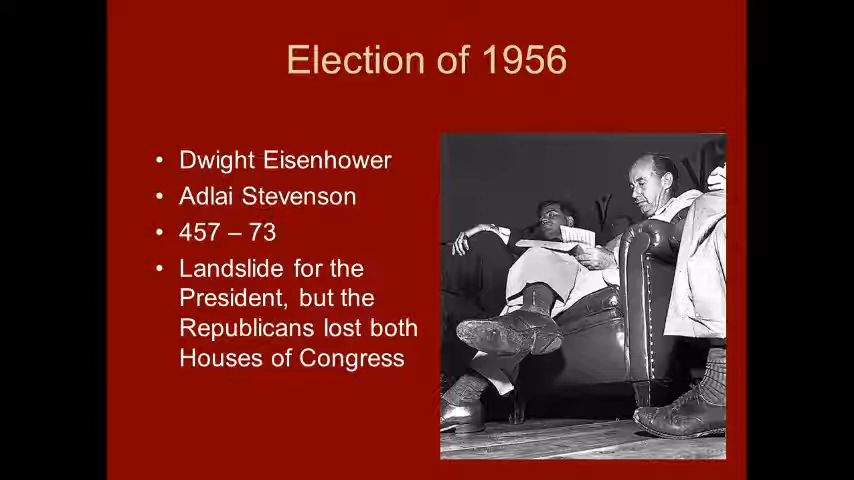 Election of 1956
• Dwight Eisenhower
• Adlai Stevenson
• 457 – 73
• Landslide for the
President, but the
Republicans lost both
Houses of Congress